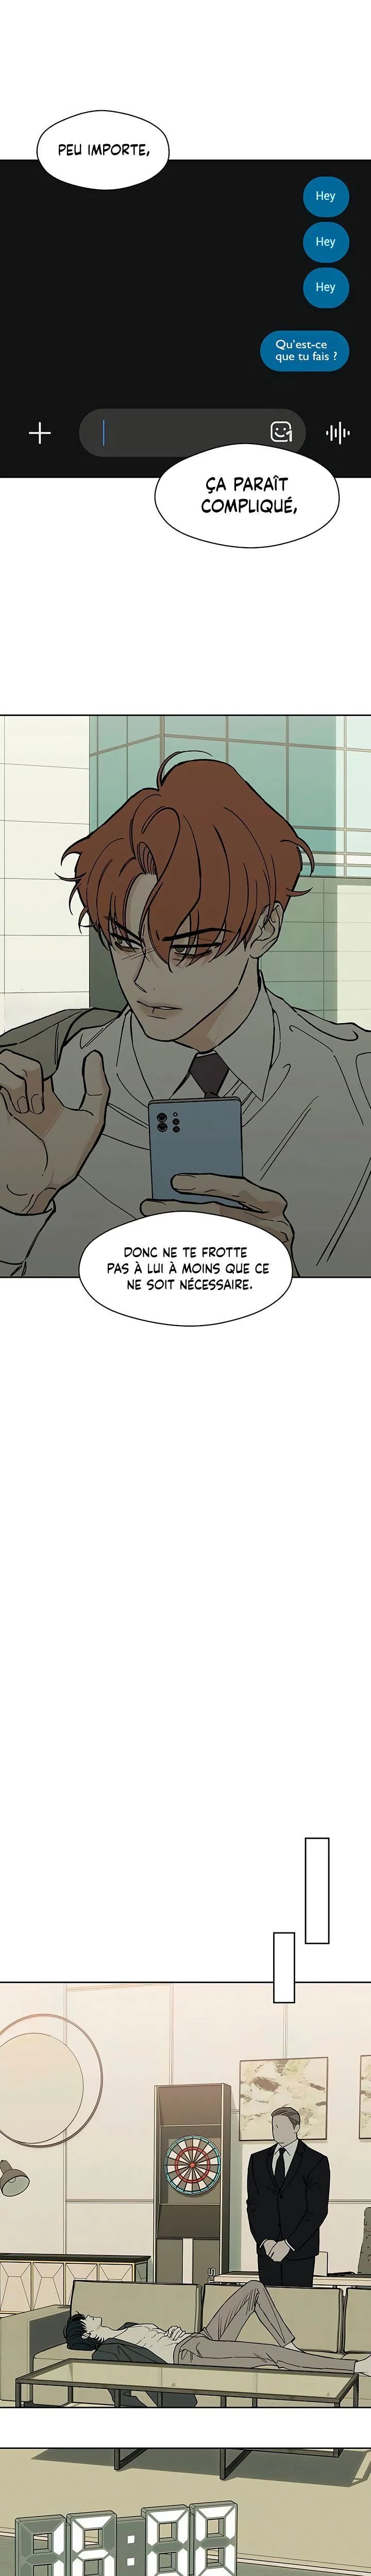 PEU IMPORTE,
Hey
Hey
Hey
Qu'est-ce
que tu fais ?
ÇA PARAÎT
COMPLIQUÉ,
DONC NE TE FROTTE
PAS À LUI À MOINS QUE CE
NE SOIT NÉCESSAIRE.